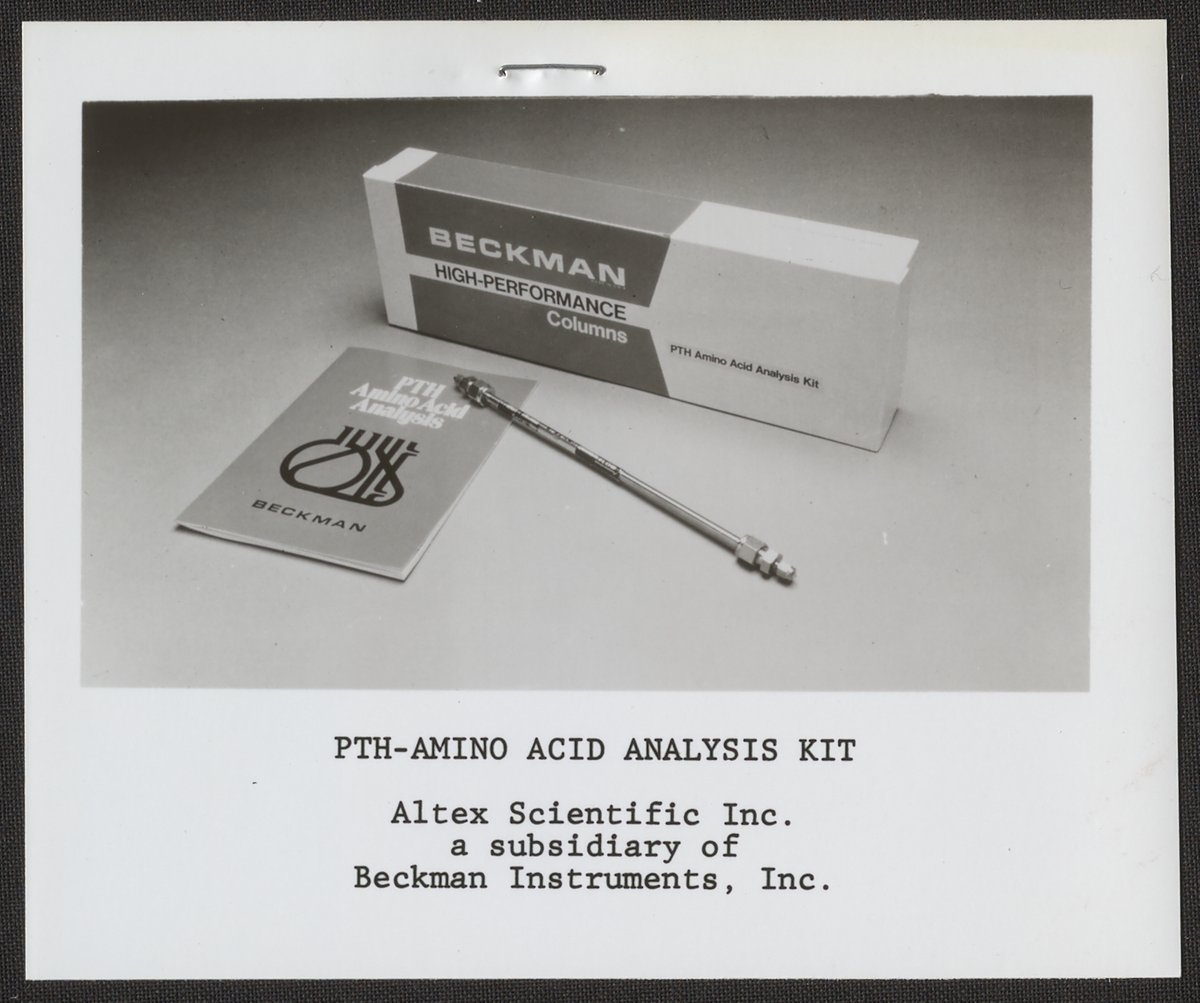 BECKMAN
HIGH-PERFORMANCE
Columns
PTH Amino Acid Analysis Kit
PTH
Amino Acid
Analysis
BECKMAN
PTH-AMINO ACID ANALYSIS KIT
Altex Scientific Inc.
a subsidiary of
Beckman Instruments, Inc.